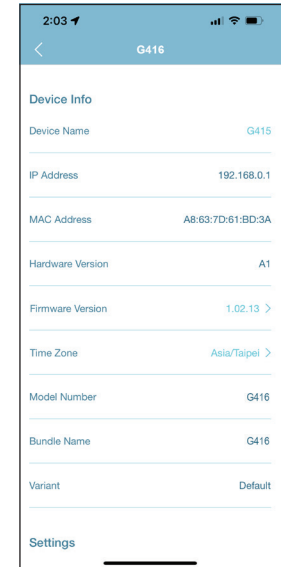 2:03
G416
Device Info
Device Name G415
IP Address 192.168.0.1
MAC Address A8:63:7D:61:BD:3A
Hardware Version A1
Firmware Version 1.02.13 >
Time Zone Asia/Taipei >
Model Number G416
Bundle Name G416
Variant Default
Settings